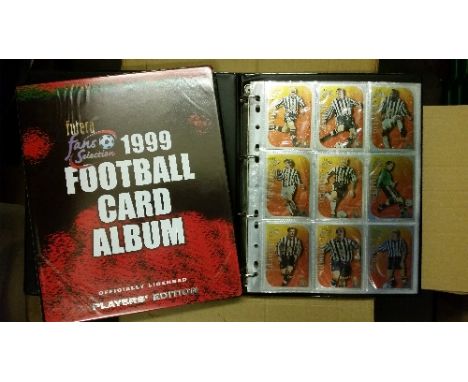 futera
fans
Selection
1999
FOOTBALL
CARD
ALBUM
OFFICIALLY LICENSED
PLAYERS' EDITION